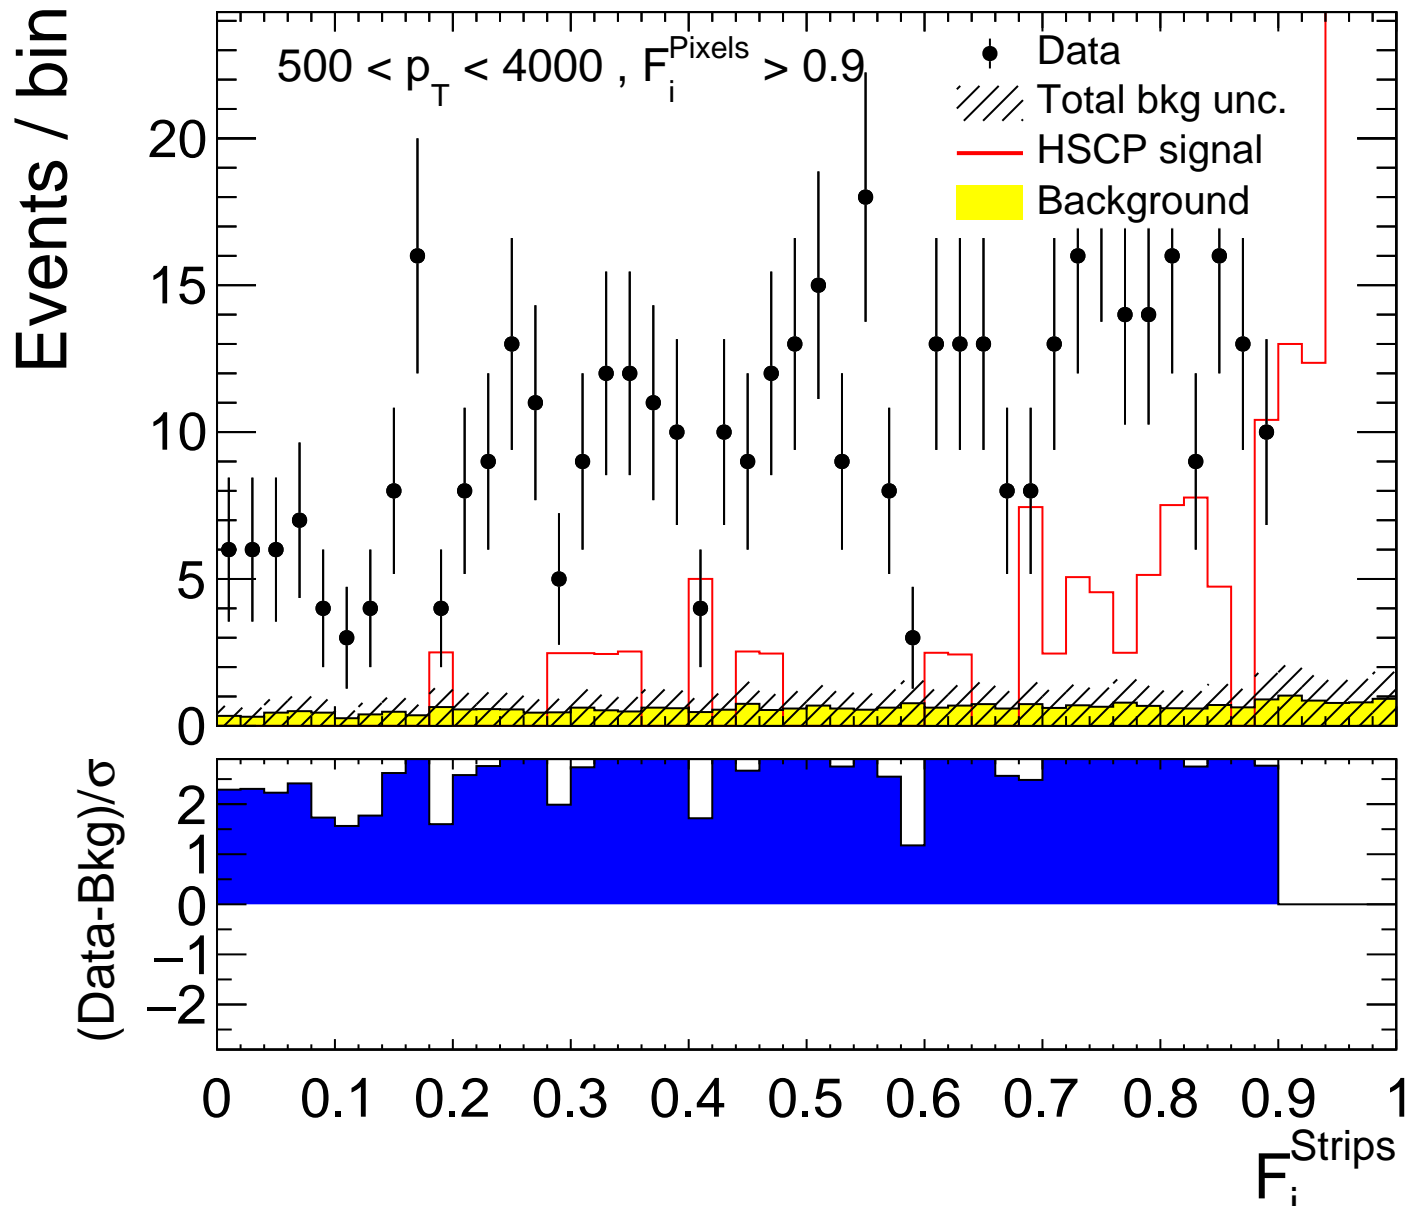 Events / bin
500 < p_T < 4000 , F_i^Pixels > 0.9
Data
Total bkg unc.
HSCP signal
Background
20
15
10
5
0
(Data-Bkg)/σ
2
1
0
−1
−2
0 0.1 0.2 0.3 0.4 0.5 0.6 0.7 0.8 0.9 1
F_i^Strips